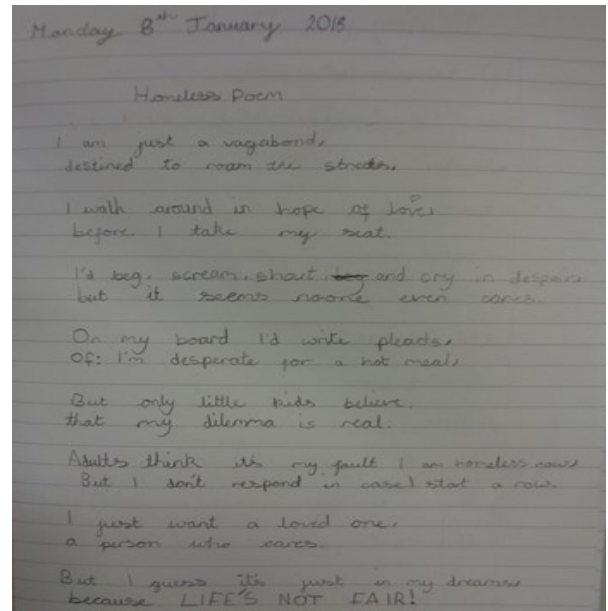 Monday 8th January 2018
Homeless Poem
I am just a vagabond,
destined to roam the streets.
I walk around in hope of love,
before I take my seat.
I'd beg, scream, shout, beg and cry in despair,
but it seems noone even cares.
On my board I'd write pleads,
Of: I'm desperate for a hot meal,
But only little kids believe.
that my dilemma is real.
Adults think it's my fault I am homeless now,
But I don't respond in case I start a row.
I just want a loved one,
a person who cares.
But I guess it's just in my dreams,
because LIFE'S NOT FAIR!